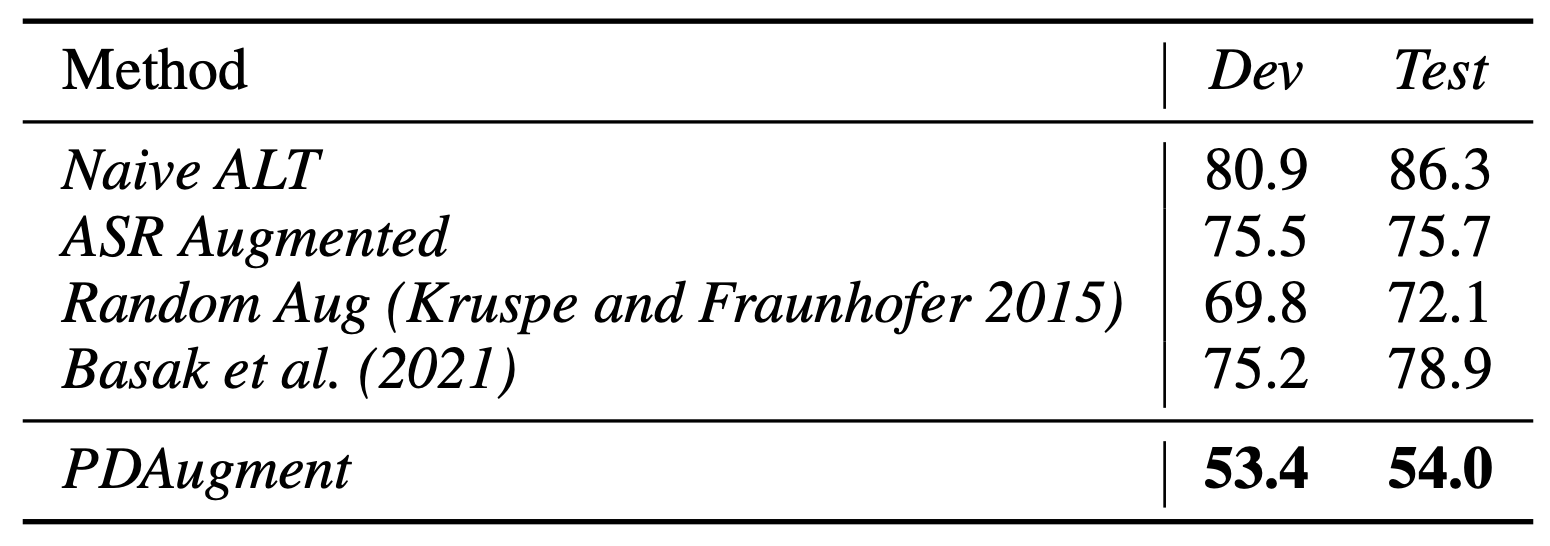 Method Dev Test
Naive ALT 80.9 86.3
ASR Augmented 75.5 75.7
Random Aug (Kruspe and Fraunhofer 2015) 69.8 72.1
Basak et al. (2021) 75.2 78.9
PDAugment 53.4 54.0